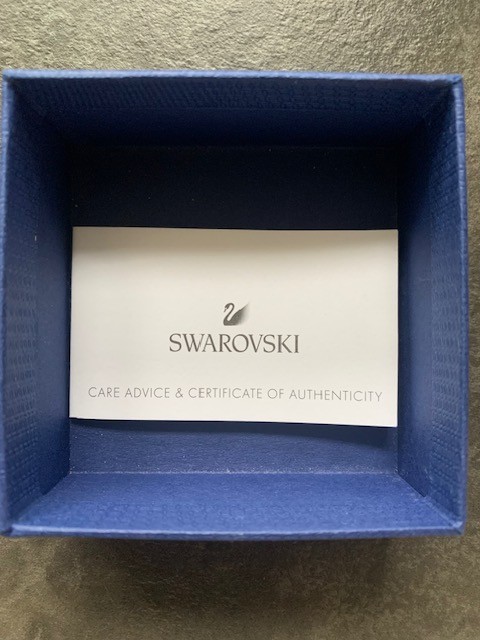 SWAROVSKI
CARE ADVICE & CERTIFICATE OF AUTHENTICITY